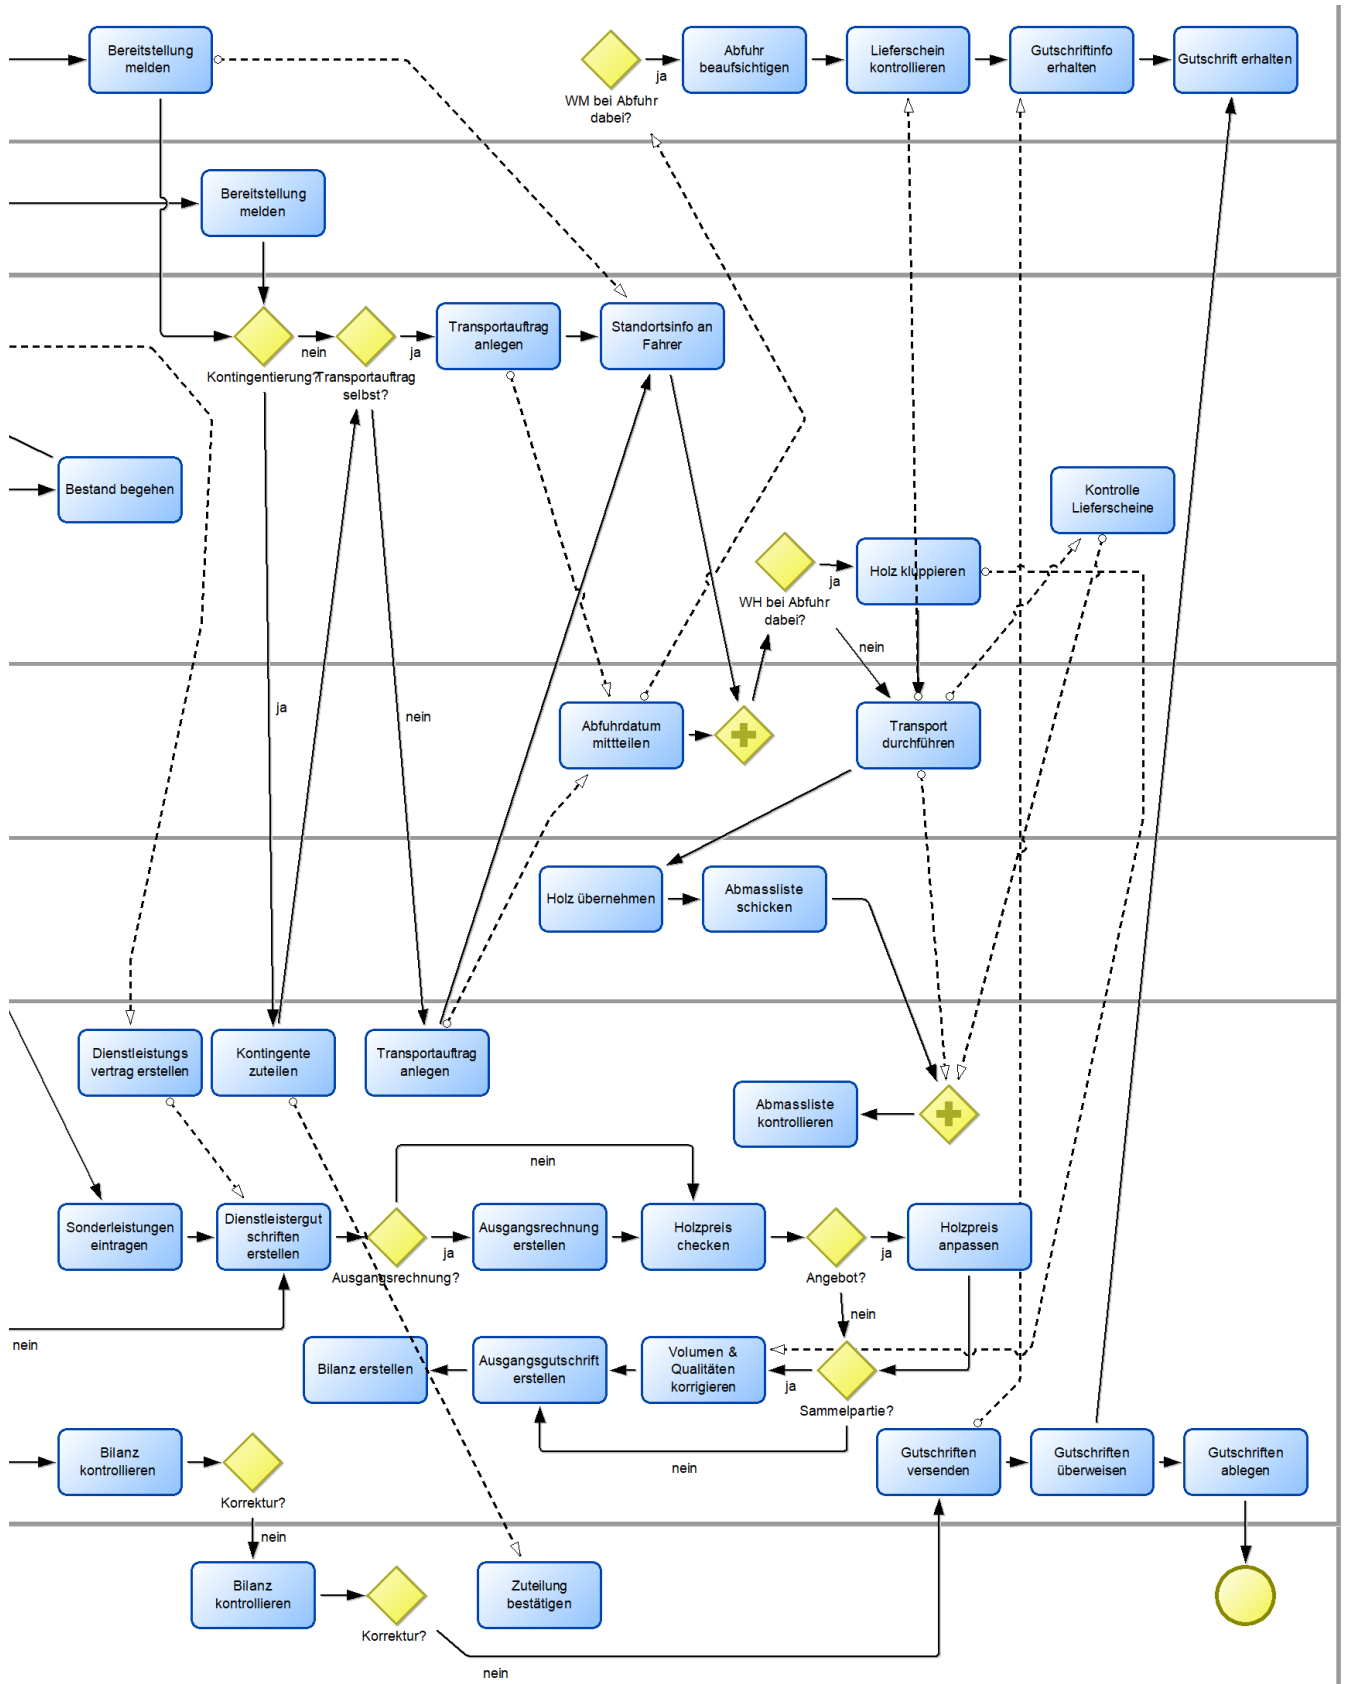 Bereitstellung
melden
WM bei Abfuhr
dabei?
ja
Abfuhr
beaufsichtigen
Lieferschein
kontrollieren
Gutschriftinfo
erhalten
Gutschrift erhalten
Bereitstellung
melden
Kontingentierung?
nein
Transportauftrag
selbst?
ja
Transportauftrag
anlegen
Standortsinfo an
Fahrer
Bestand begehen
Kontrolle
Lieferscheine
WH bei Abfuhr
dabei?
ja
Holz kluppieren
nein
ja
nein
Abfuhrdatum
mittteilen
Transport
durchführen
Holz übernehmen
Abmassliste
schicken
Dienstleistungs
vertrag erstellen
Kontingente
zuteilen
Transportauftrag
anlegen
Abmassliste
kontrollieren
nein
Sonderleistungen
eintragen
Dienstleistergut
schriften
erstellen
Ausgangsrechnung?
ja
Ausgangsrechnung
erstellen
Holzpreis
checken
Angebot?
ja
Holzpreis
anpassen
nein
nein
Bilanz erstellen
Ausgangsgutschrift
erstellen
Volumen &
Qualitäten
korrigieren
ja
Sammelpartie?
nein
Bilanz
kontrollieren
Korrektur?
nein
Gutschriften
versenden
Gutschriften
überweisen
Gutschriften
ablegen
Bilanz
kontrollieren
Korrektur?
nein
Zuteilung
bestätigen